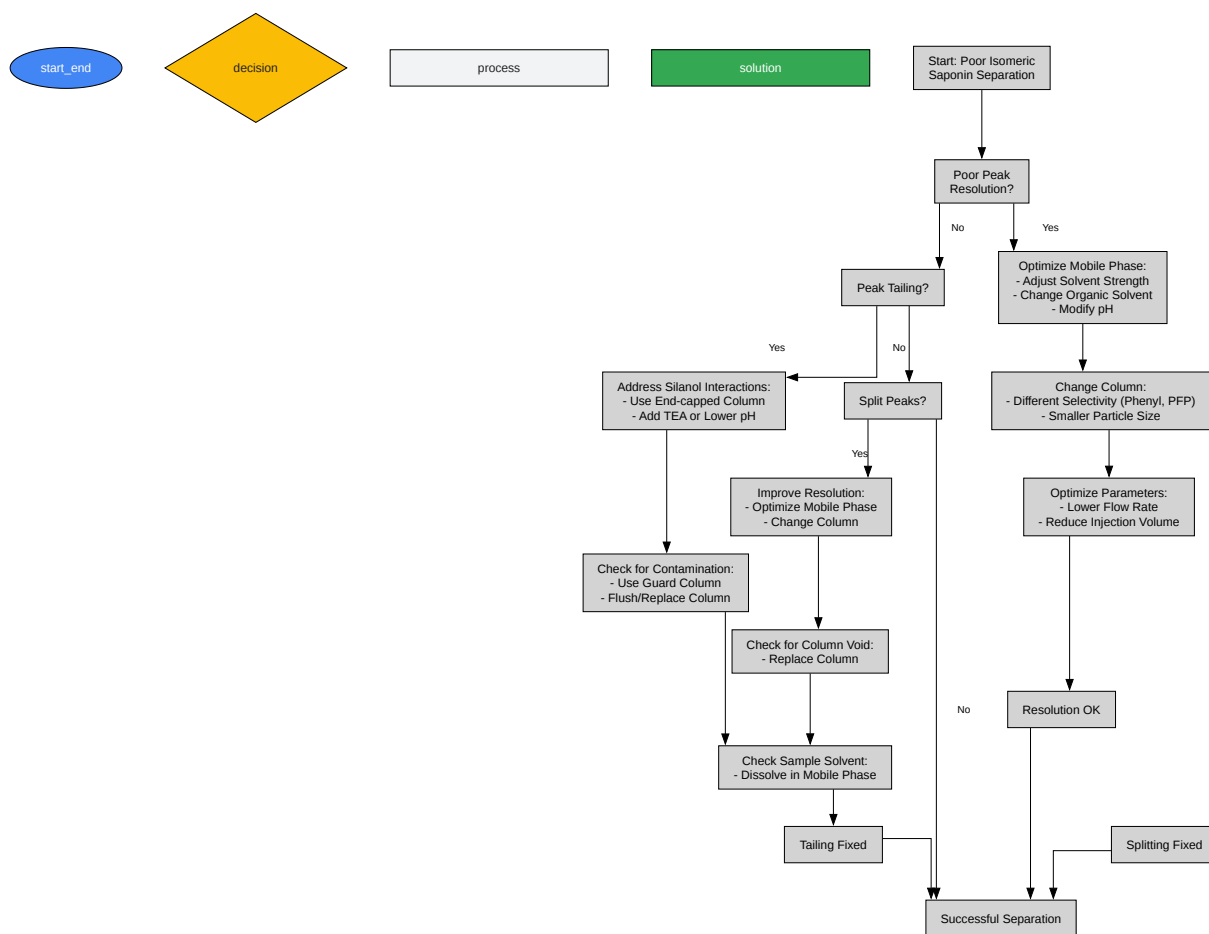 start_end
decision
process
solution
Start: Poor Isomeric
Saponin Separation
Poor Peak
Resolution?
No
Yes
Peak Tailing?
Optimize Mobile Phase:
- Adjust Solvent Strength
- Change Organic Solvent
- Modify pH
Yes
No
Address Silanol Interactions:
- Use End-capped Column
- Add TEA or Lower pH
Split Peaks?
Change Column:
- Different Selectivity (Phenyl, PFP)
- Smaller Particle Size
Yes
Improve Resolution:
- Optimize Mobile Phase
- Change Column
Optimize Parameters:
- Lower Flow Rate
- Reduce Injection Volume
Check for Contamination:
- Use Guard Column
- Flush/Replace Column
Check for Column Void:
- Replace Column
No
Resolution OK
Check Sample Solvent:
- Dissolve in Mobile Phase
Tailing Fixed
Splitting Fixed
Successful Separation